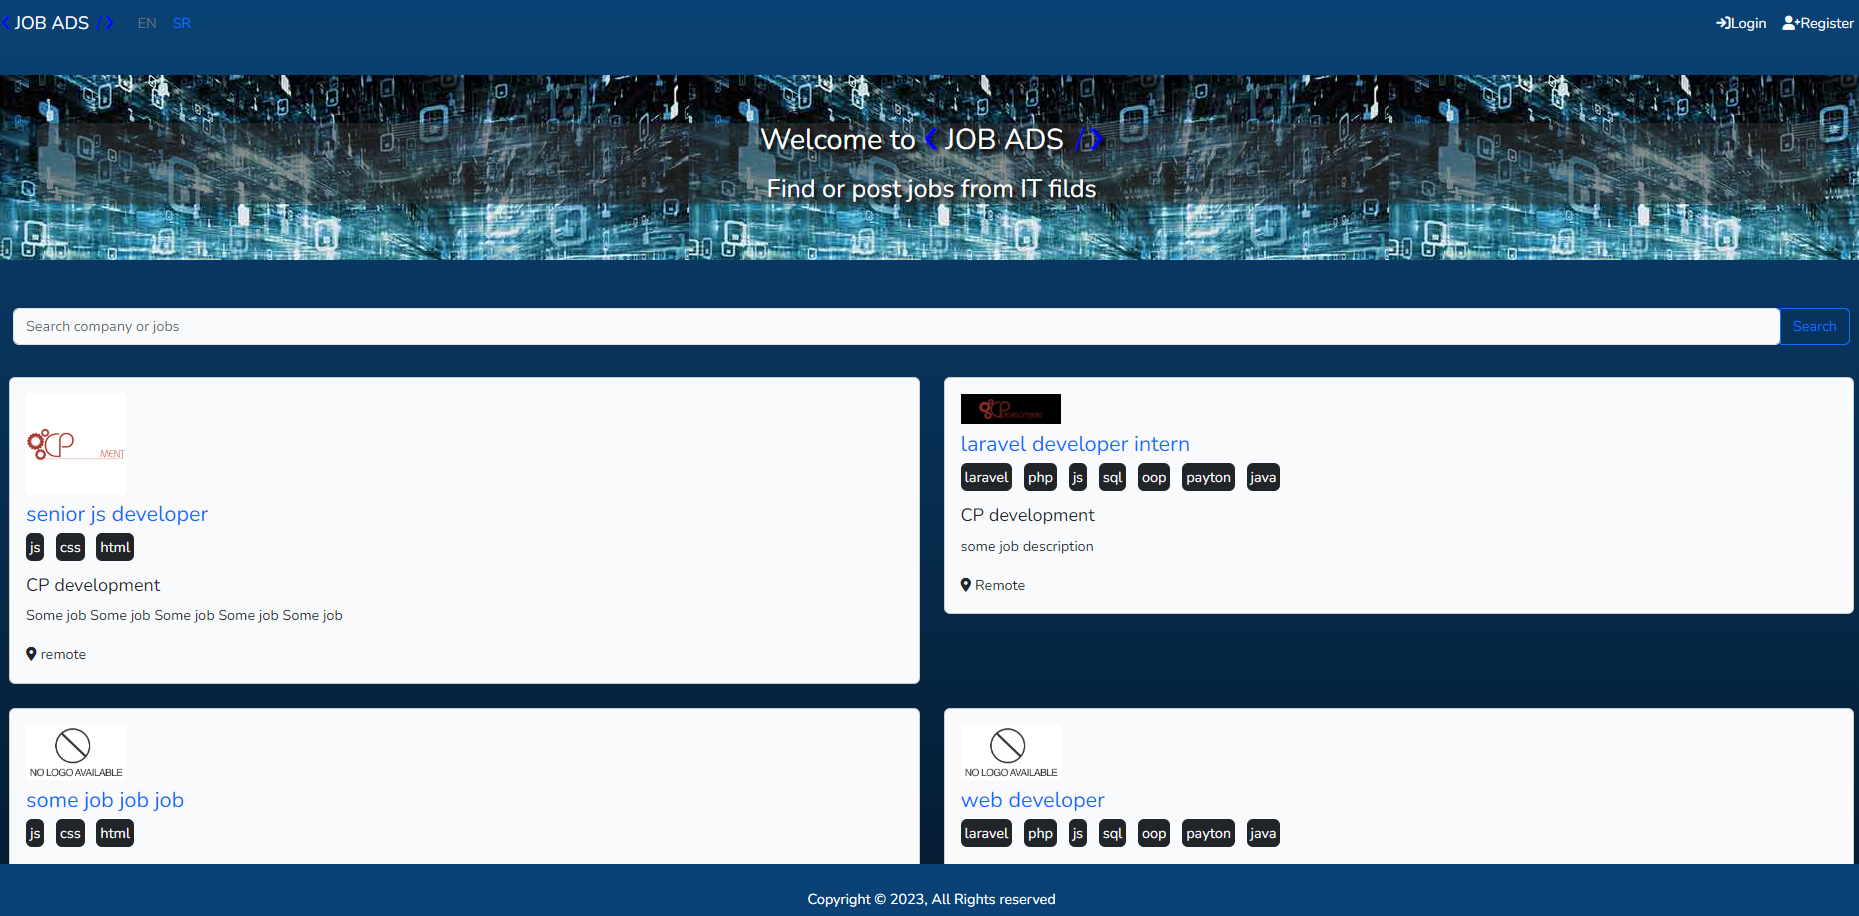 < JOB ADS /> EN SR Login Register
Welcome to < JOB ADS />
Find or post jobs from IT filds
Search company or jobs Search
CP
MENT
senior js developer
js css html
CP development
Some job Some job Some job Some job Some job
remote
CP DEVELOPMENT
laravel developer intern
laravel php js sql oop payton java
CP development
some job description
Remote
NO LOGO AVAILABLE
some job job job
js css html
NO LOGO AVAILABLE
web developer
laravel php js sql oop payton java
Copyright © 2023, All Rights reserved